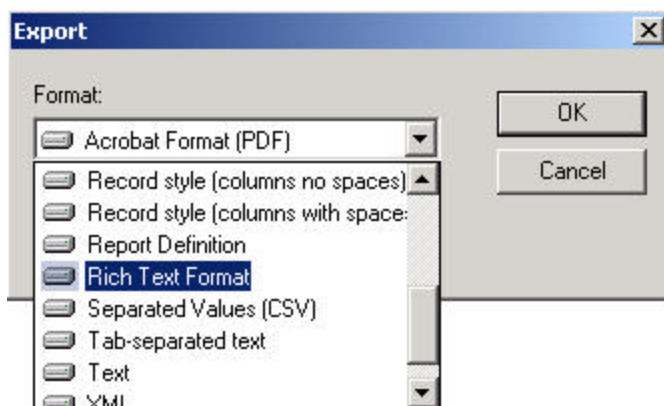 Export
Format:
Acrobat Format (PDF)
OK
Cancel
Record style (columns no spaces)
Record style (columns with space
Report Definition
Rich Text Format
Separated Values (CSV)
Tab-separated text
Text
XML